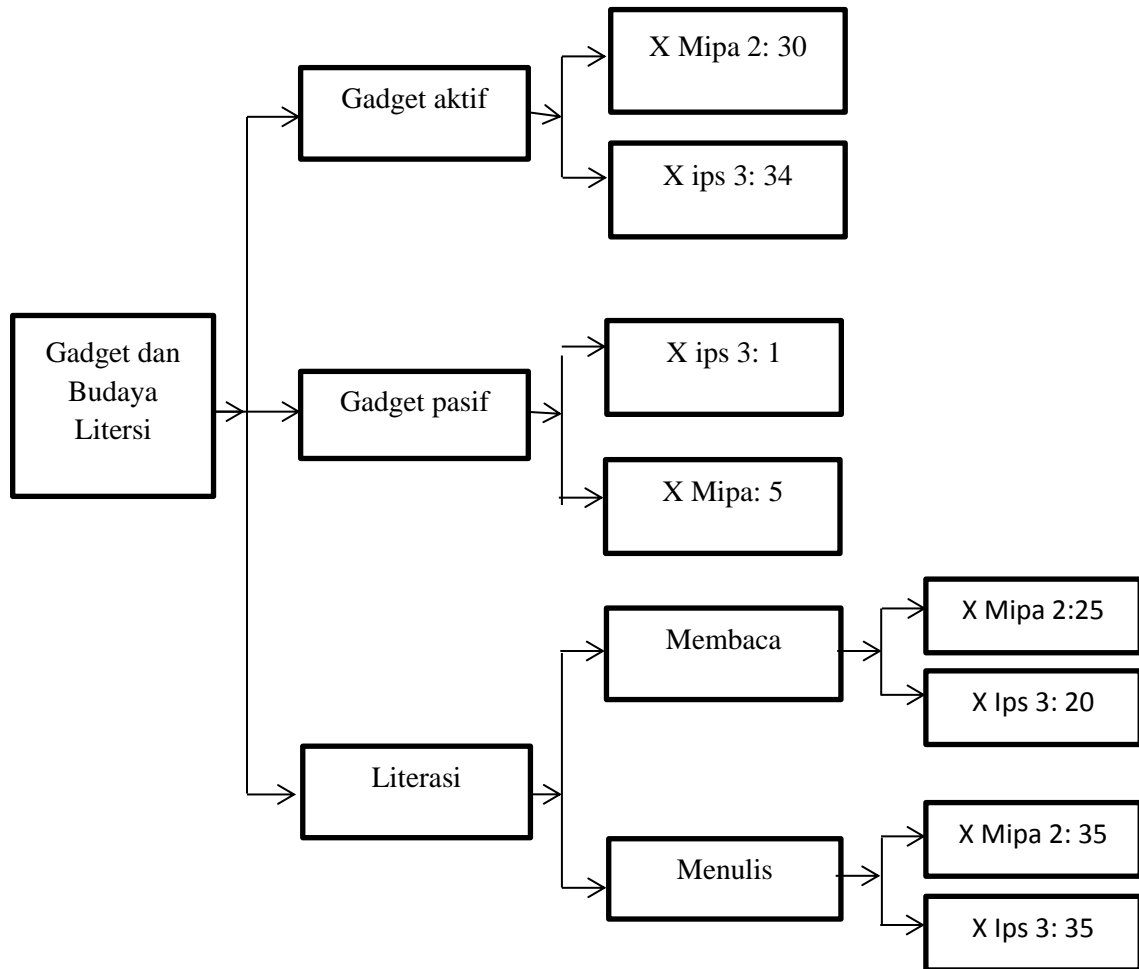 X Mipa 2: 30
Gadget aktif
X ips 3: 34
Gadget dan
Budaya
Litersi
X ips 3: 1
Gadget pasif
X Mipa: 5
Membaca
X Mipa 2:25
X Ips 3: 20
Literasi
Menulis
X Mipa 2: 35
X Ips 3: 35